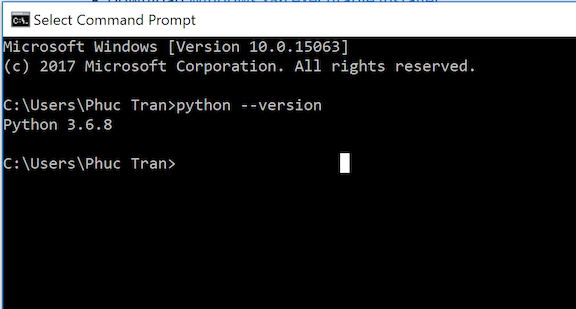 Select Command Prompt
Microsoft Windows [Version 10.0.15063]
(c) 2017 Microsoft Corporation. All rights reserved.
C:\Users\Phuc Tran>python --version
Python 3.6.8
C:\Users\Phuc Tran>